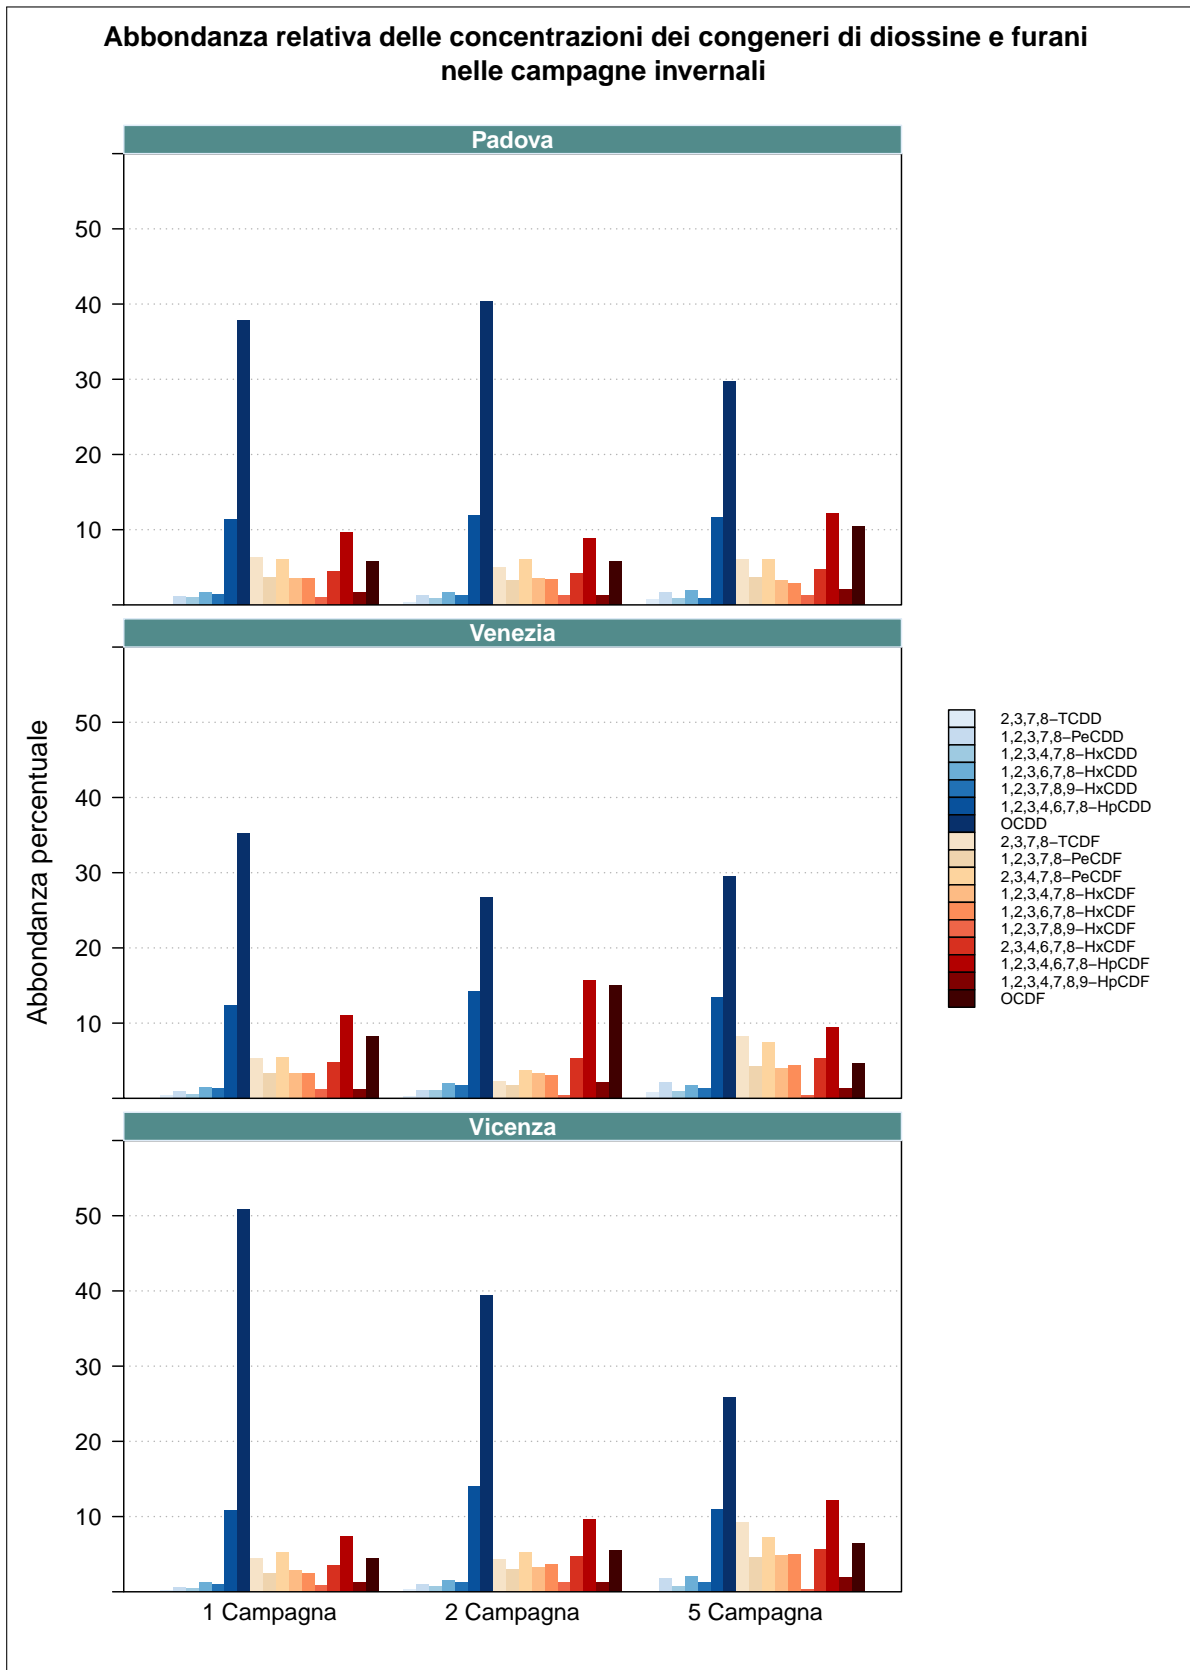 Abbondanza relativa delle concentrazioni dei congeneri di diossine e furani
nelle campagne invernali
Padova
50
40
30
20
10
Venezia
50
40
30
20
10
Vicenza
50
40
30
20
10
Abbondanza percentuale
1 Campagna
2 Campagna
5 Campagna
2,3,7,8−TCDD
1,2,3,7,8−PeCDD
1,2,3,4,7,8−HxCDD
1,2,3,6,7,8−HxCDD
1,2,3,7,8,9−HxCDD
1,2,3,4,6,7,8−HpCDD
OCDD
2,3,7,8−TCDF
1,2,3,7,8−PeCDF
2,3,4,7,8−PeCDF
1,2,3,4,7,8−HxCDF
1,2,3,6,7,8−HxCDF
1,2,3,7,8,9−HxCDF
2,3,4,6,7,8−HxCDF
1,2,3,4,6,7,8−HpCDF
1,2,3,4,7,8,9−HpCDF
OCDF